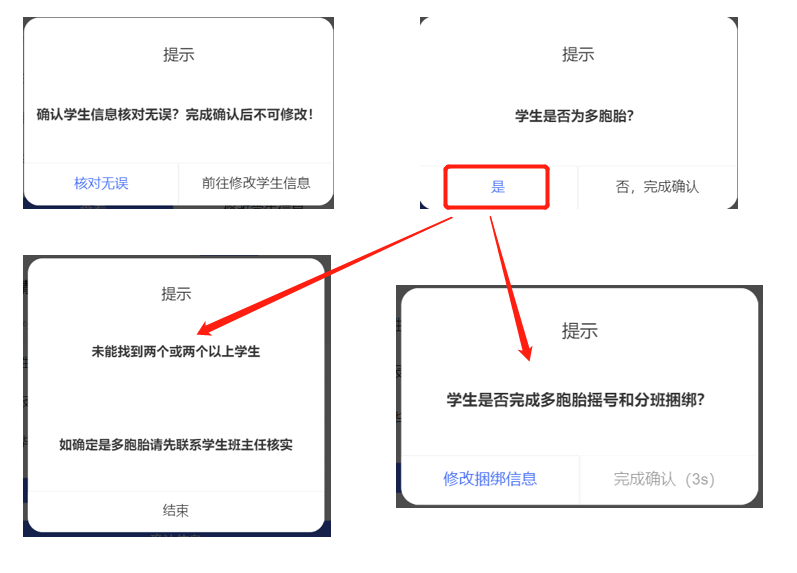 提示
确认学生信息核对无误？完成确认后不可修改！
核对无误
前往修改学生信息
提示
学生是否为多胞胎？
是
否，完成确认
提示
未能找到两个或两个以上学生
如确定是多胞胎请先联系学生班主任核实
结束
提示
学生是否完成多胞胎摇号和分班捆绑？
修改捆绑信息
完成确认（3s）